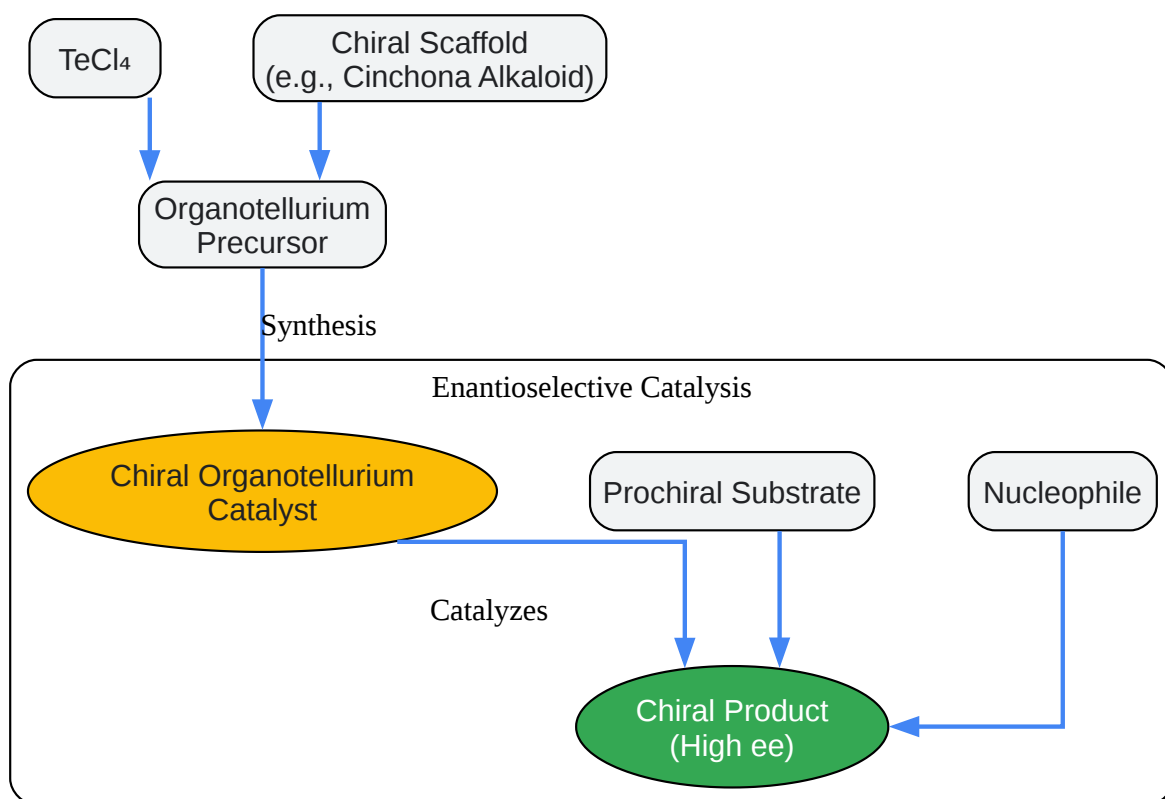 TeCl₄
Chiral Scaffold
(e.g., Cinchona Alkaloid)
Organotellurium
Precursor
Synthesis
Enantioselective Catalysis
Chiral Organotellurium
Catalyst
Prochiral Substrate
Nucleophile
Catalyzes
Chiral Product
(High ee)